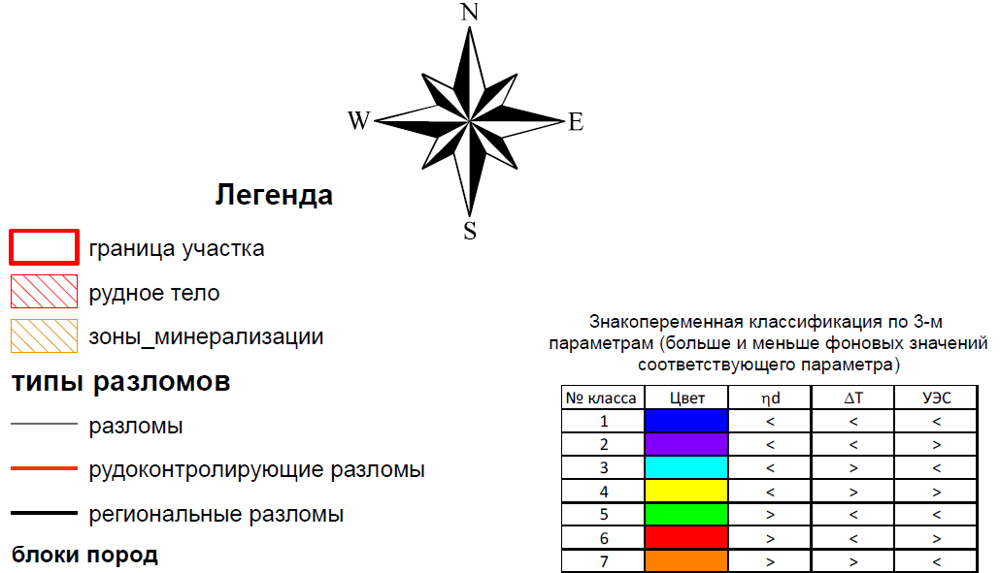 N
W
E
S
Легенда
граница участка
рудное тело
зоны_минерализации
типы разломов
разломы
рудоконтролирующие разломы
региональные разломы
блоки пород
Знакопеременная классификация по 3-м
параметрам (больше и меньше фоновых значений
соответствующего параметра)
№ класса Цвет ηd ΔT УЭС
1 < < <
2 < < >
3 < > <
4 < > >
5 > < <
6 > < >
7 > > <